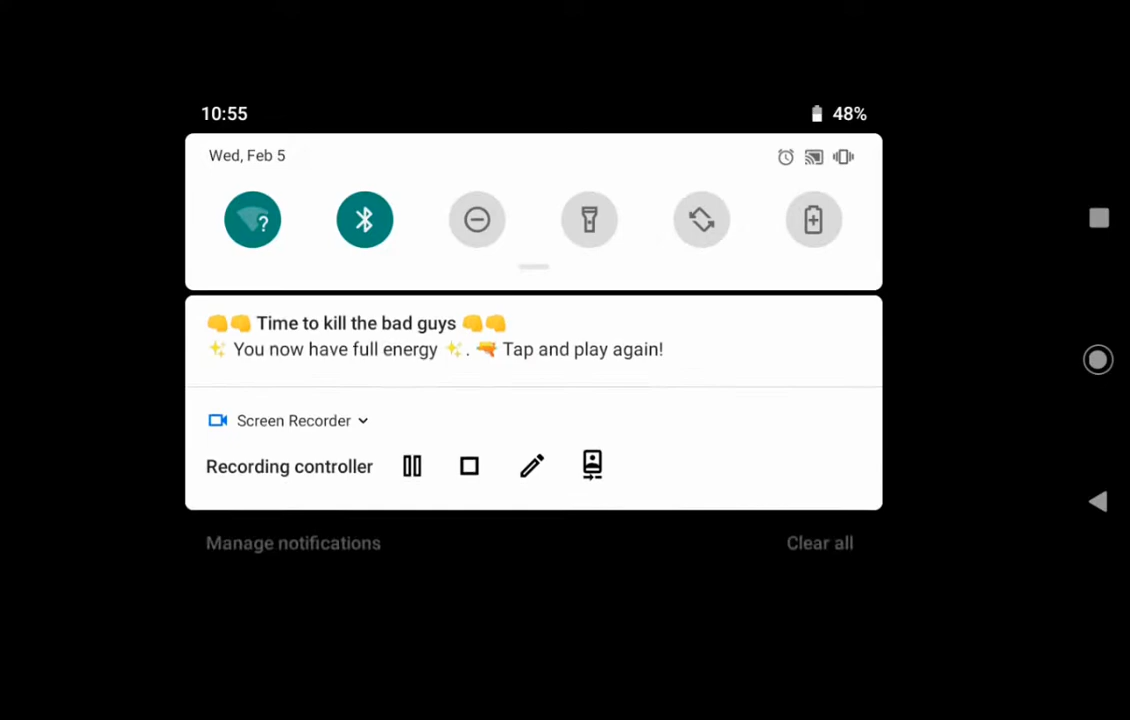 10:55
48%
Wed, Feb 5
?
👊👊 Time to kill the bad guys 👊👊
✨ You now have full energy ✨. 🔫 Tap and play again!
Screen Recorder
Recording controller
Manage notifications
Clear all